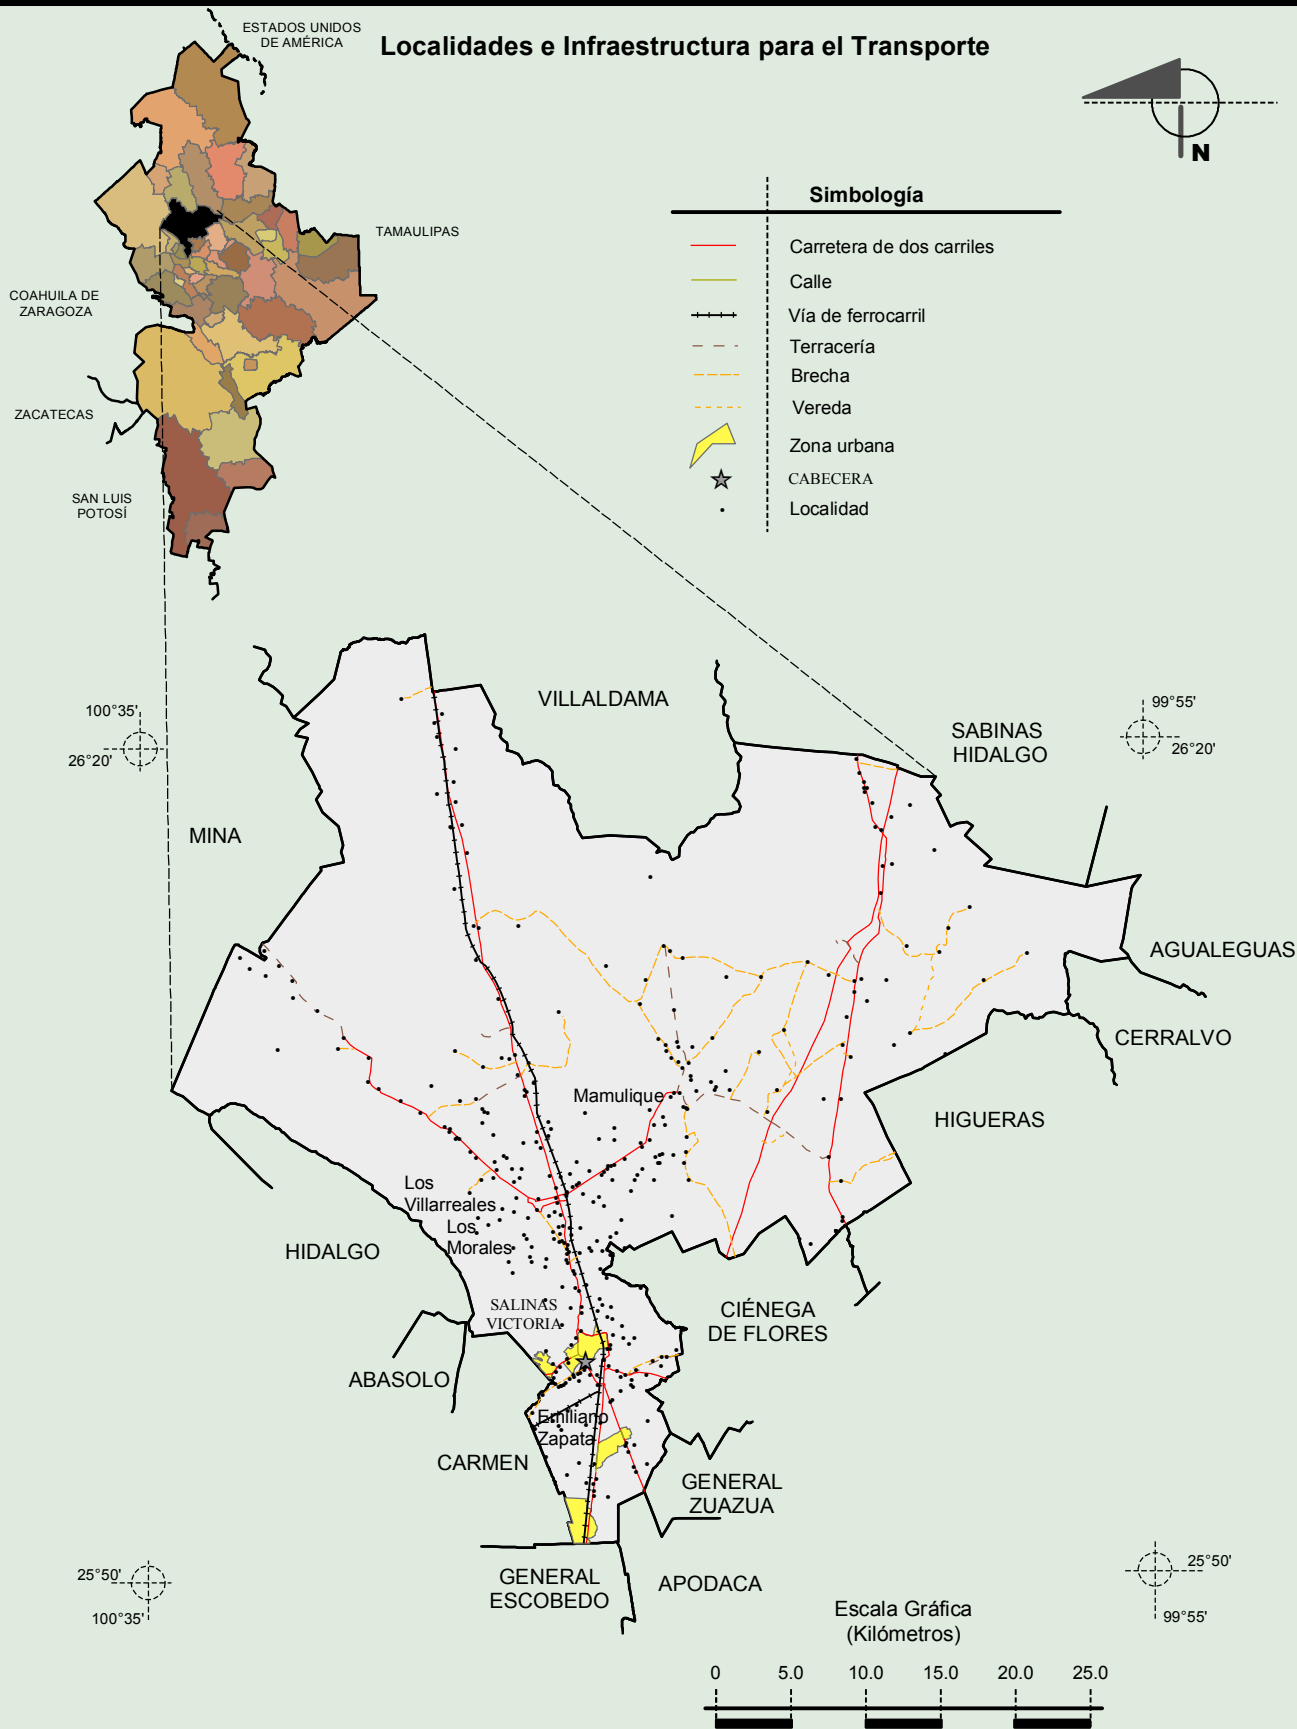 ESTADOS UNIDOS
DE AMÉRICA
Localidades e Infraestructura para el Transporte
N
Simbología
TAMAULIPAS
Carretera de dos carriles
Calle
COAHUILA DE
ZARAGOZA
Vía de ferrocarril
Terracería
Brecha
Vereda
ZACATECAS
Zona urbana
CABECERA
SAN LUIS
POTOSÍ
Localidad
VILLALDAMA
100°35'
26°20'
99°55'
26°20'
SABINAS
HIDALGO
MINA
AGUALEGUAS
CERRALVO
Mamulique
HIGUERAS
Los
Villarreales
Los
Morales
HIDALGO
SALINAS
VICTORIA
CIÉNEGA
DE FLORES
ABASOLO
Emiliano
Zapata
CARMEN
GENERAL
ZUAZUA
25°50'
100°35'
GENERAL
ESCOBEDO
APODACA
25°50'
99°55'
Escala Gráfica
(Kilómetros)
0 5.0 10.0 15.0 20.0 25.0